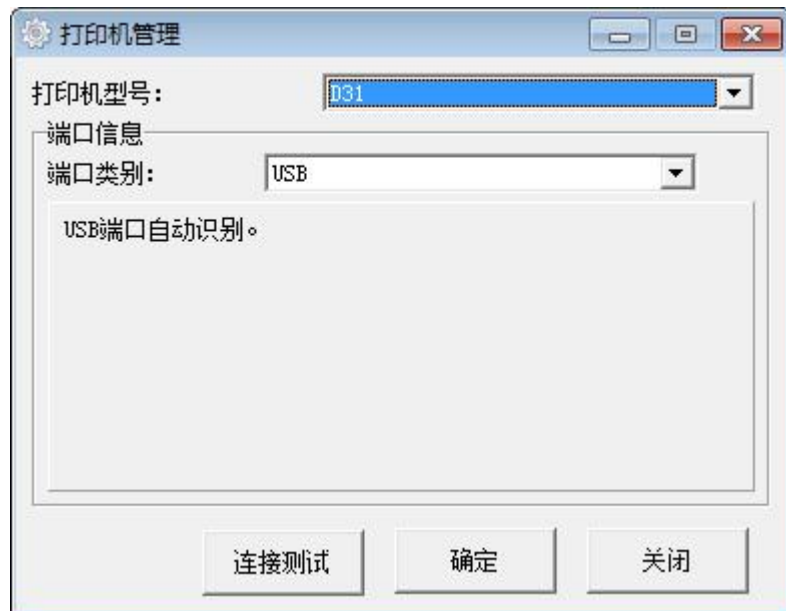 打印机管理
打印机型号: D31
端口信息
端口类别: USB
USB端口自动识别。
连接测试 确定 关闭